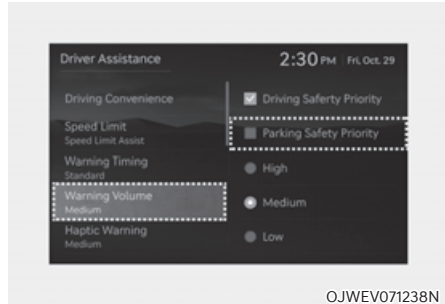 Driver Assistance
2:30 PM Fri, Oct. 29
Driving Convenience
Speed Limit
Speed Limit Assist
Warning Timing
Standard
Warning Volume
Medium
Haptic Warning
Medium
Driving Saferty Priority
Parking Safety Priority
High
Medium
Low
OJWEV071238N